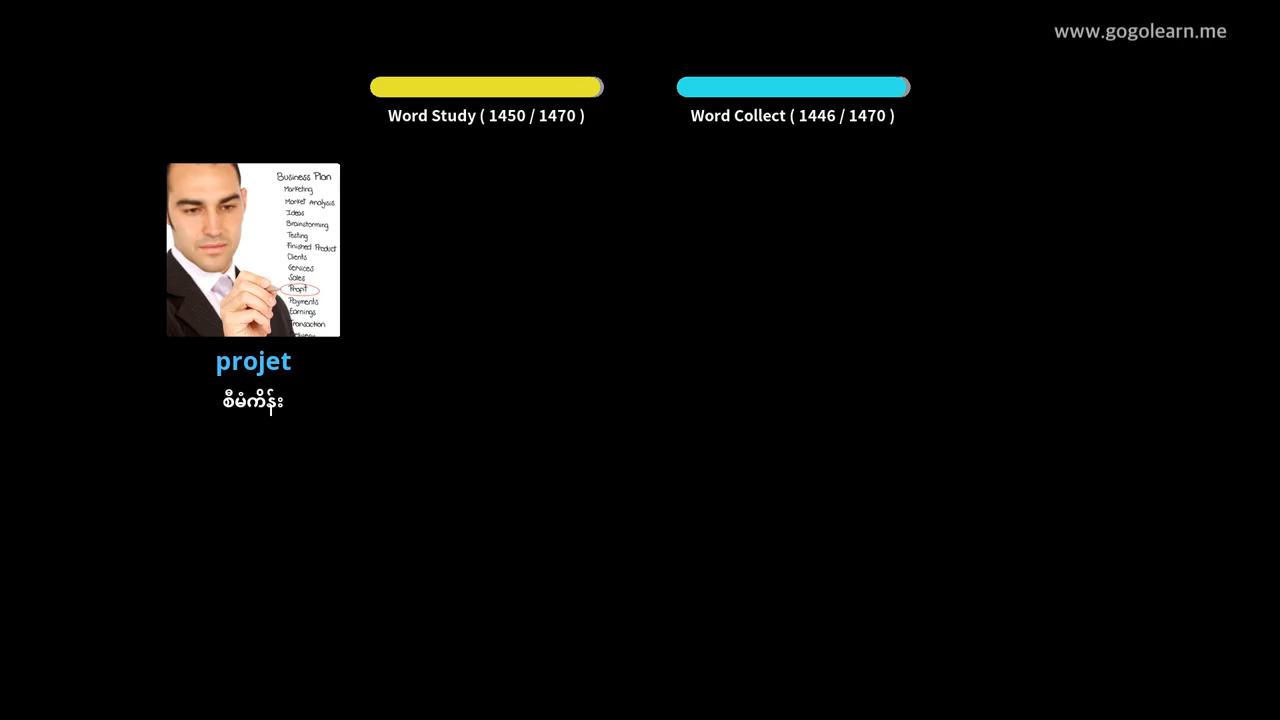 www.gogolearn.me
Word Study ( 1450 / 1470 )
Word Collect ( 1446 / 1470 )
Business Plan
Marketing
Market Analysis
Ideas
Brainstorming
Testing
Finished Product
Clients
Services
Sales
Profit
Payments
Earnings
Transaction
Delivery
projet
စီမံကိန်း